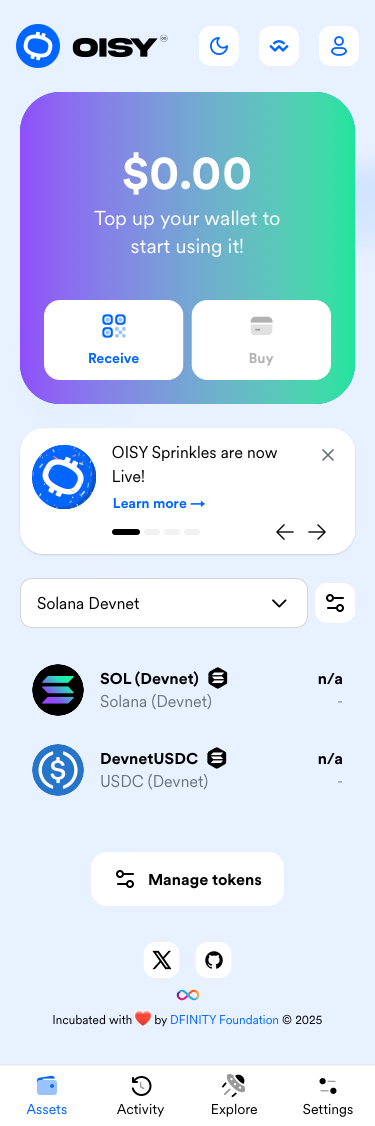 OISY
$0.00
Top up your wallet to
start using it!
Receive
Buy
OISY Sprinkles are now
Live!
Learn more →
Solana Devnet
SOL (Devnet)
n/a
Solana (Devnet)
-
DevnetUSDC
n/a
USDC (Devnet)
-
Manage tokens
Incubated with ❤️ by DFINITY Foundation © 2025
Assets
Activity
Explore
Settings